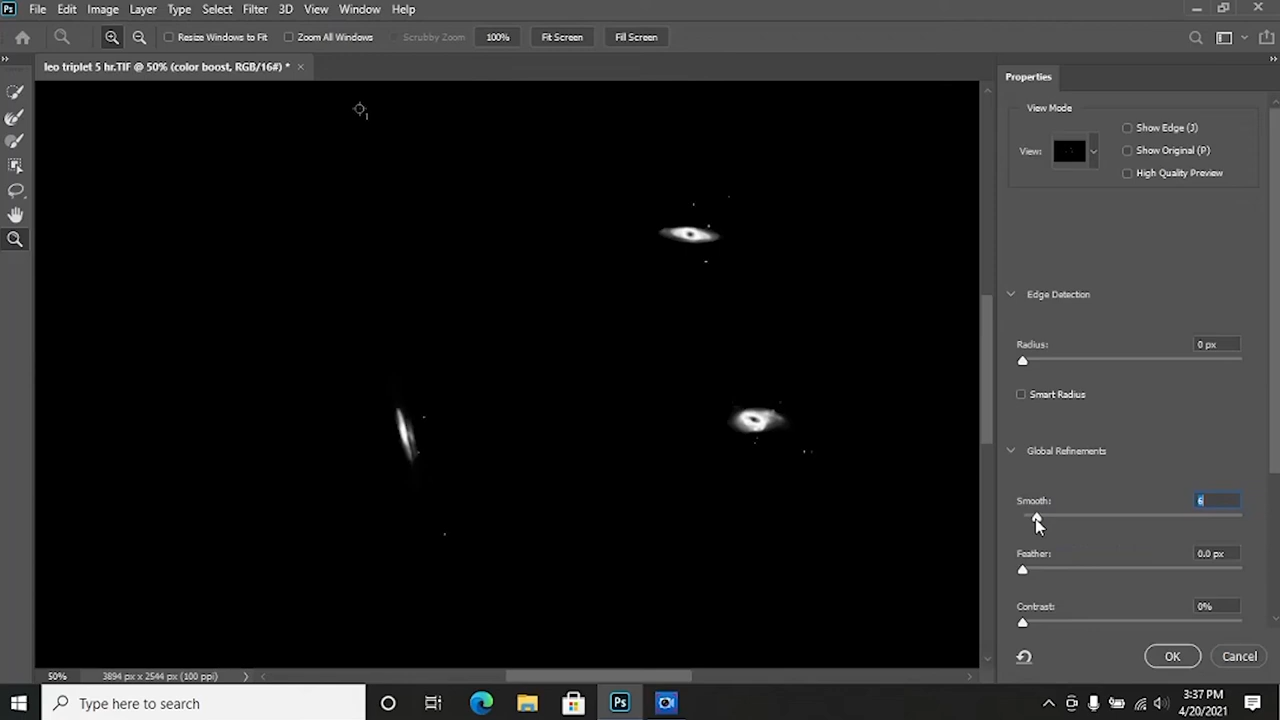 Ps File Edit Image Layer Type Select Filter 3D View Window Help
Resize Windows to Fit Zoom All Windows Scrubby Zoom 100% Fit Screen Fill Screen
leo triplet 5 hr.TIF @ 50% (color boost, RGB/16#) * ×
Properties
View Mode
Show Edge (J)
View:
Show Original (P)
High Quality Preview
Edge Detection
Radius: 0 px
Smart Radius
Global Refinements
Smooth: 6
Feather: 0.0 px
Contrast: 0%
OK Cancel
50% 3894 px x 2544 px (100 ppi)
Type here to search
Ps
3:37 PM
4/20/2021